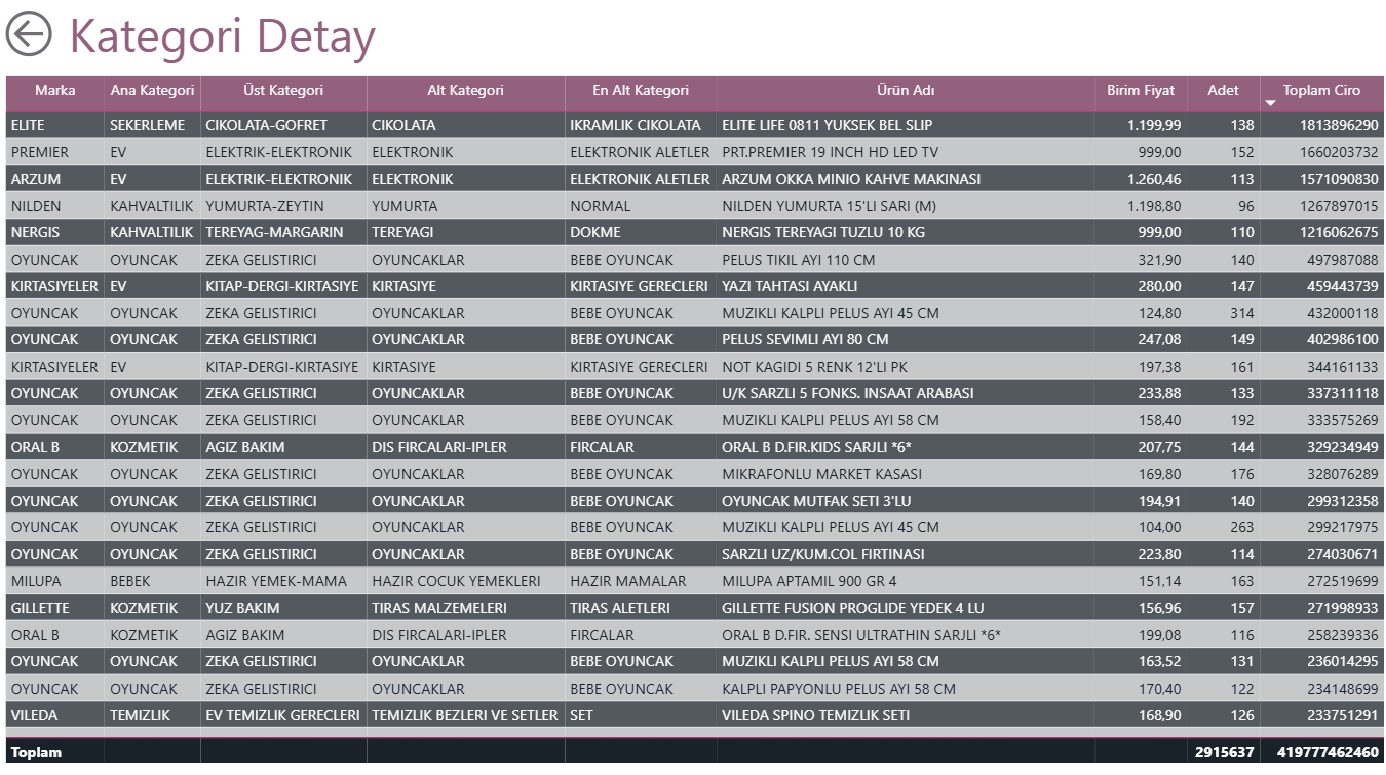 Kategori Detay
Marka Ana Kategori Üst Kategori Alt Kategori En Alt Kategori Ürün Adı Birim Fiyat Adet Toplam Ciro
ELITE SEKERLEME CIKOLATA-GOFRET CIKOLATA IKRAMLIK CIKOLATA ELITE LIFE 0811 YUKSEK BEL SLIP 1.199,99 138 1813896290
PREMIER EV ELEKTRIK-ELEKTRONIK ELEKTRONIK ELEKTRONIK ALETLER PRT.PREMIER 19 INCH HD LED TV 999,00 152 1660203732
ARZUM EV ELEKTRIK-ELEKTRONIK ELEKTRONIK ELEKTRONIK ALETLER ARZUM OKKA MINIO KAHVE MAKINASI 1.260,46 113 1571090830
NILDEN KAHVALTILIK YUMURTA-ZEYTIN YUMURTA NORMAL NILDEN YUMURTA 15'LI SARI (M) 1.198,80 96 1267897015
NERGIS KAHVALTILIK TEREYAG-MARGARIN TEREYAGI DOKME NERGIS TEREYAGI TUZLU 10 KG 999,00 110 1216062675
OYUNCAK OYUNCAK ZEKA GELISTIRICI OYUNCAKLAR BEBE OYUNCAK PELUS TIKIL AYI 110 CM 321,90 140 497987088
KIRTASIYELER EV KITAP-DERGI-KIRTASIYE KIRTASIYE KIRTASIYE GERECLERI YAZI TAHTASI AYAKLI 280,00 147 459443739
OYUNCAK OYUNCAK ZEKA GELISTIRICI OYUNCAKLAR BEBE OYUNCAK MUZIKLI KALPLI PELUS AYI 45 CM 124,80 314 432000118
OYUNCAK OYUNCAK ZEKA GELISTIRICI OYUNCAKLAR BEBE OYUNCAK PELUS SEVIMLI AYI 80 CM 247,08 149 402986100
KIRTASIYELER EV KITAP-DERGI-KIRTASIYE KIRTASIYE KIRTASIYE GERECLERI NOT KAGIDI 5 RENK 12'LI PK 197,38 161 344161133
OYUNCAK OYUNCAK ZEKA GELISTIRICI OYUNCAKLAR BEBE OYUNCAK U/K SARZLI 5 FONKS. INSAAT ARABASI 233,88 133 337311118
OYUNCAK OYUNCAK ZEKA GELISTIRICI OYUNCAKLAR BEBE OYUNCAK MUZIKLI KALPLI PELUS AYI 58 CM 158,40 192 333575269
ORAL B KOZMETIK AGIZ BAKIM DIS FIRCALARI-IPLER FIRCALAR ORAL B D.FIR.KIDS SARJLI *6* 207,75 144 329234949
OYUNCAK OYUNCAK ZEKA GELISTIRICI OYUNCAKLAR BEBE OYUNCAK MIKRAFONLU MARKET KASASI 169,80 176 328076289
OYUNCAK OYUNCAK ZEKA GELISTIRICI OYUNCAKLAR BEBE OYUNCAK OYUNCAK MUTFAK SETI 3'LU 194,91 140 299312358
OYUNCAK OYUNCAK ZEKA GELISTIRICI OYUNCAKLAR BEBE OYUNCAK MUZIKLI KALPLI PELUS AYI 45 CM 104,00 263 299217975
OYUNCAK OYUNCAK ZEKA GELISTIRICI OYUNCAKLAR BEBE OYUNCAK SARZLI UZ/KUM.COL FIRTINASI 223,80 114 274030671
MILUPA BEBEK HAZIR YEMEK-MAMA HAZIR COCUK YEMEKLERI HAZIR MAMALAR MILUPA APTAMIL 900 GR 4 151,14 163 272519699
GILLETTE KOZMETIK YUZ BAKIM TIRAS MALZEMELERI TIRAS ALETLERI GILLETTE FUSION PROGLIDE YEDEK 4 LU 156,96 157 271998933
ORAL B KOZMETIK AGIZ BAKIM DIS FIRCALARI-IPLER FIRCALAR ORAL B D.FIR. SENSI ULTRATHIN SARJLI *6* 199,08 116 258239336
OYUNCAK OYUNCAK ZEKA GELISTIRICI OYUNCAKLAR BEBE OYUNCAK MUZIKLI KALPLI PELUS AYI 58 CM 163,52 131 236014295
OYUNCAK OYUNCAK ZEKA GELISTIRICI OYUNCAKLAR BEBE OYUNCAK KALPLI PAPYONLU PELUS AYI 58 CM 170,40 122 234148699
VILEDA TEMIZLIK EV TEMIZLIK GERECLERI TEMIZLIK BEZLERI VE SETLER SET VILEDA SPINO TEMIZLIK SETI 168,90 126 233751291
Toplam 2915637 419777462460